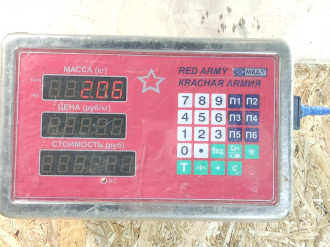 МАССА (кг)
2.06
ЦЕНА (руб/кг)
СТОИМОСТЬ (руб)
RED ARMY МИДЛ
КРАСНАЯ АРМИЯ
7 8 9 П1 П2
4 5 6 П3 П4
1 2 3 П5 П6
0
T + C